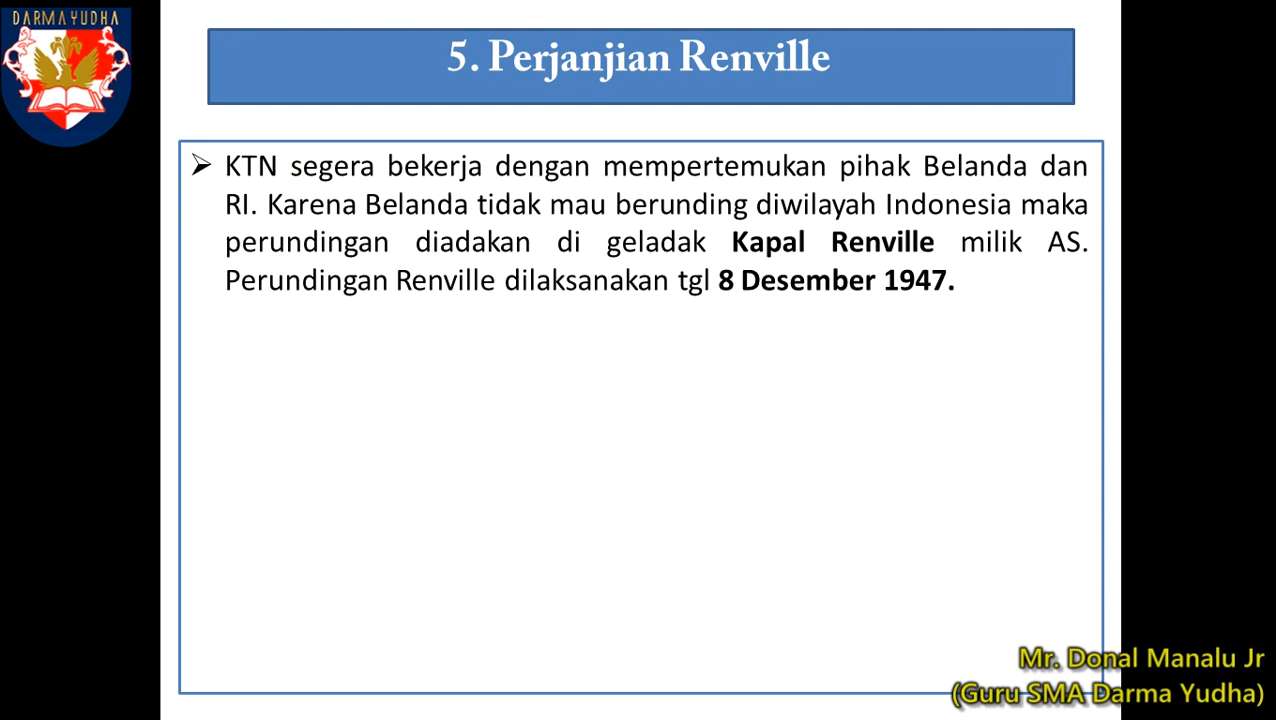 DARMAYUDHA
5. Perjanjian Renville
➢ KTN segera bekerja dengan mempertemukan pihak Belanda dan
RI. Karena Belanda tidak mau berunding diwilayah Indonesia maka
perundingan diadakan di geladak Kapal Renville milik AS.
Perundingan Renville dilaksanakan tgl 8 Desember 1947.
Mr. Donal Manalu Jr
(Guru SMA Darma Yudha)